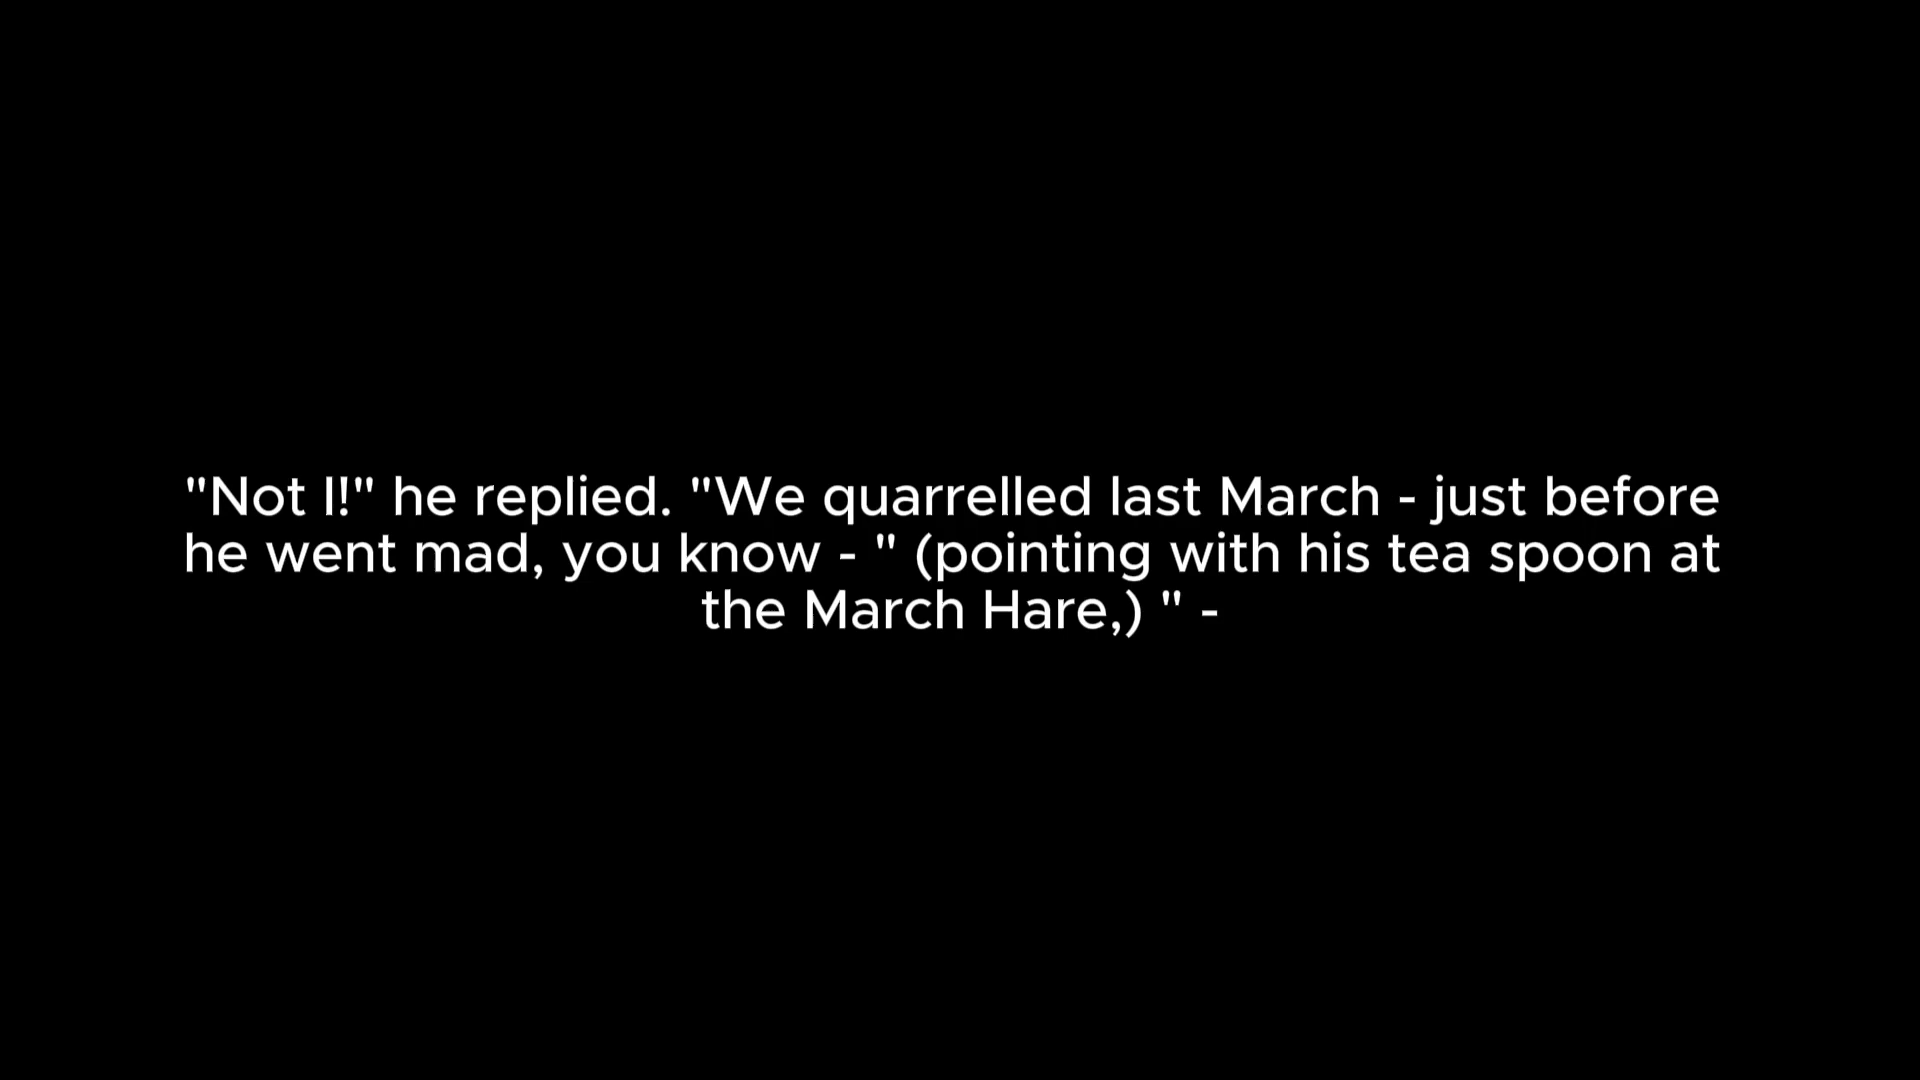 "Not I!" he replied. "We quarrelled last March - just before
he went mad, you know - " (pointing with his tea spoon at
the March Hare,) " -